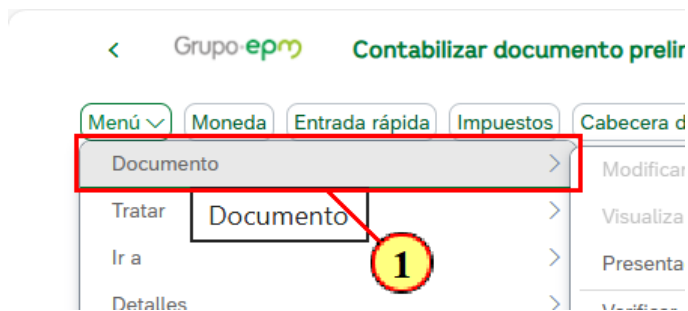 Grupo·epm Contabilizar documento prelir
Menú Moneda Entrada rápida Impuestos Cabecera d
Documento
Modificar
Tratar
Documento
Visualiza
Ir a
1
Presenta
Detalles
Verificar